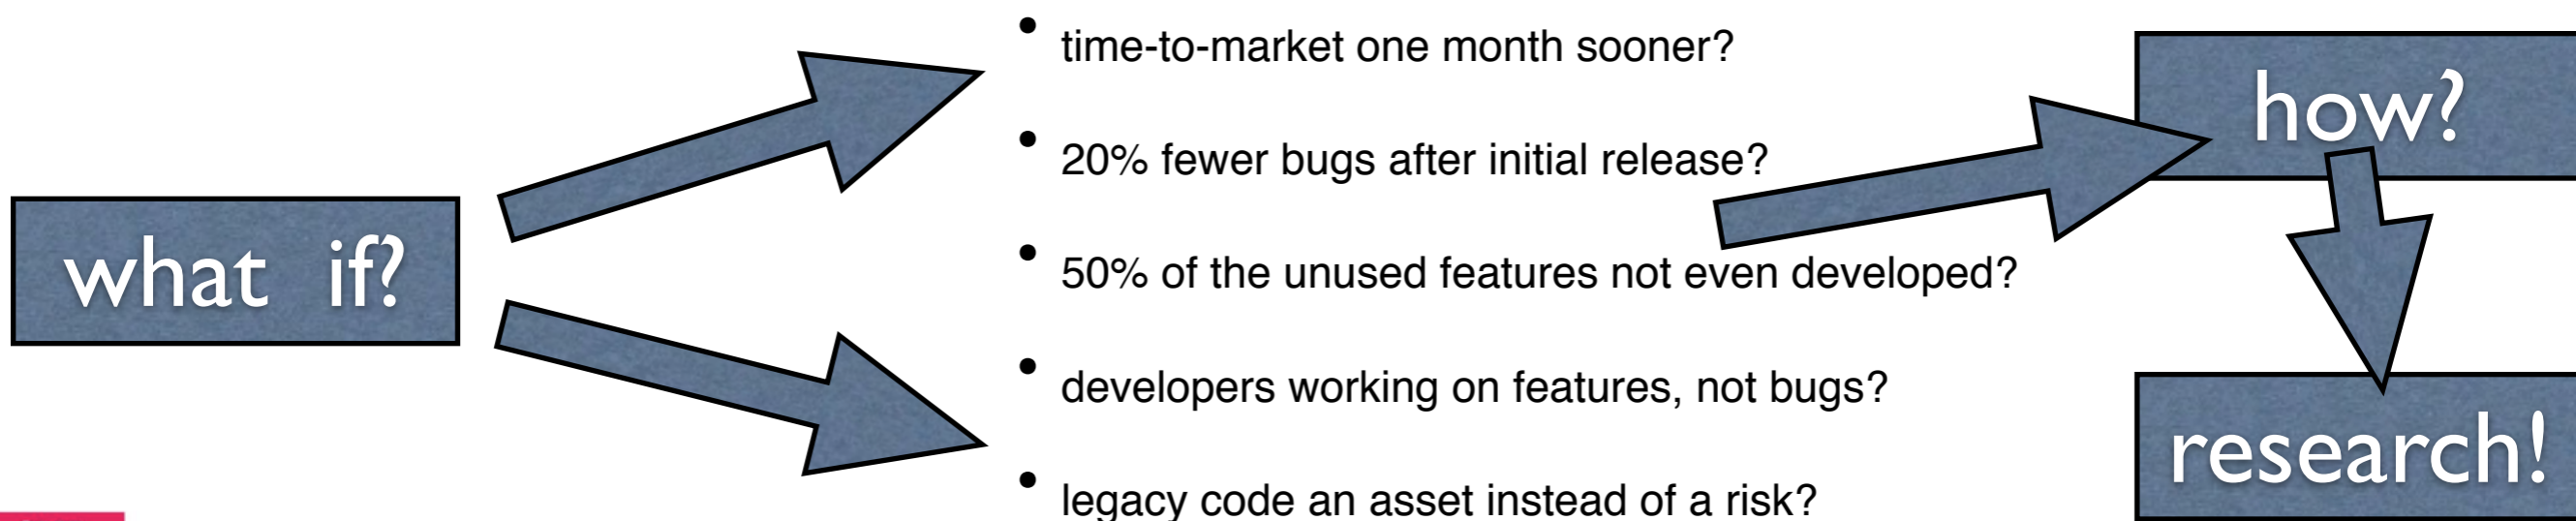 what if?
• time-to-market one month sooner?
• 20% fewer bugs after initial release?
• 50% of the unused features not even developed?
• developers working on features, not bugs?
• legacy code an asset instead of a risk?
how?
research!